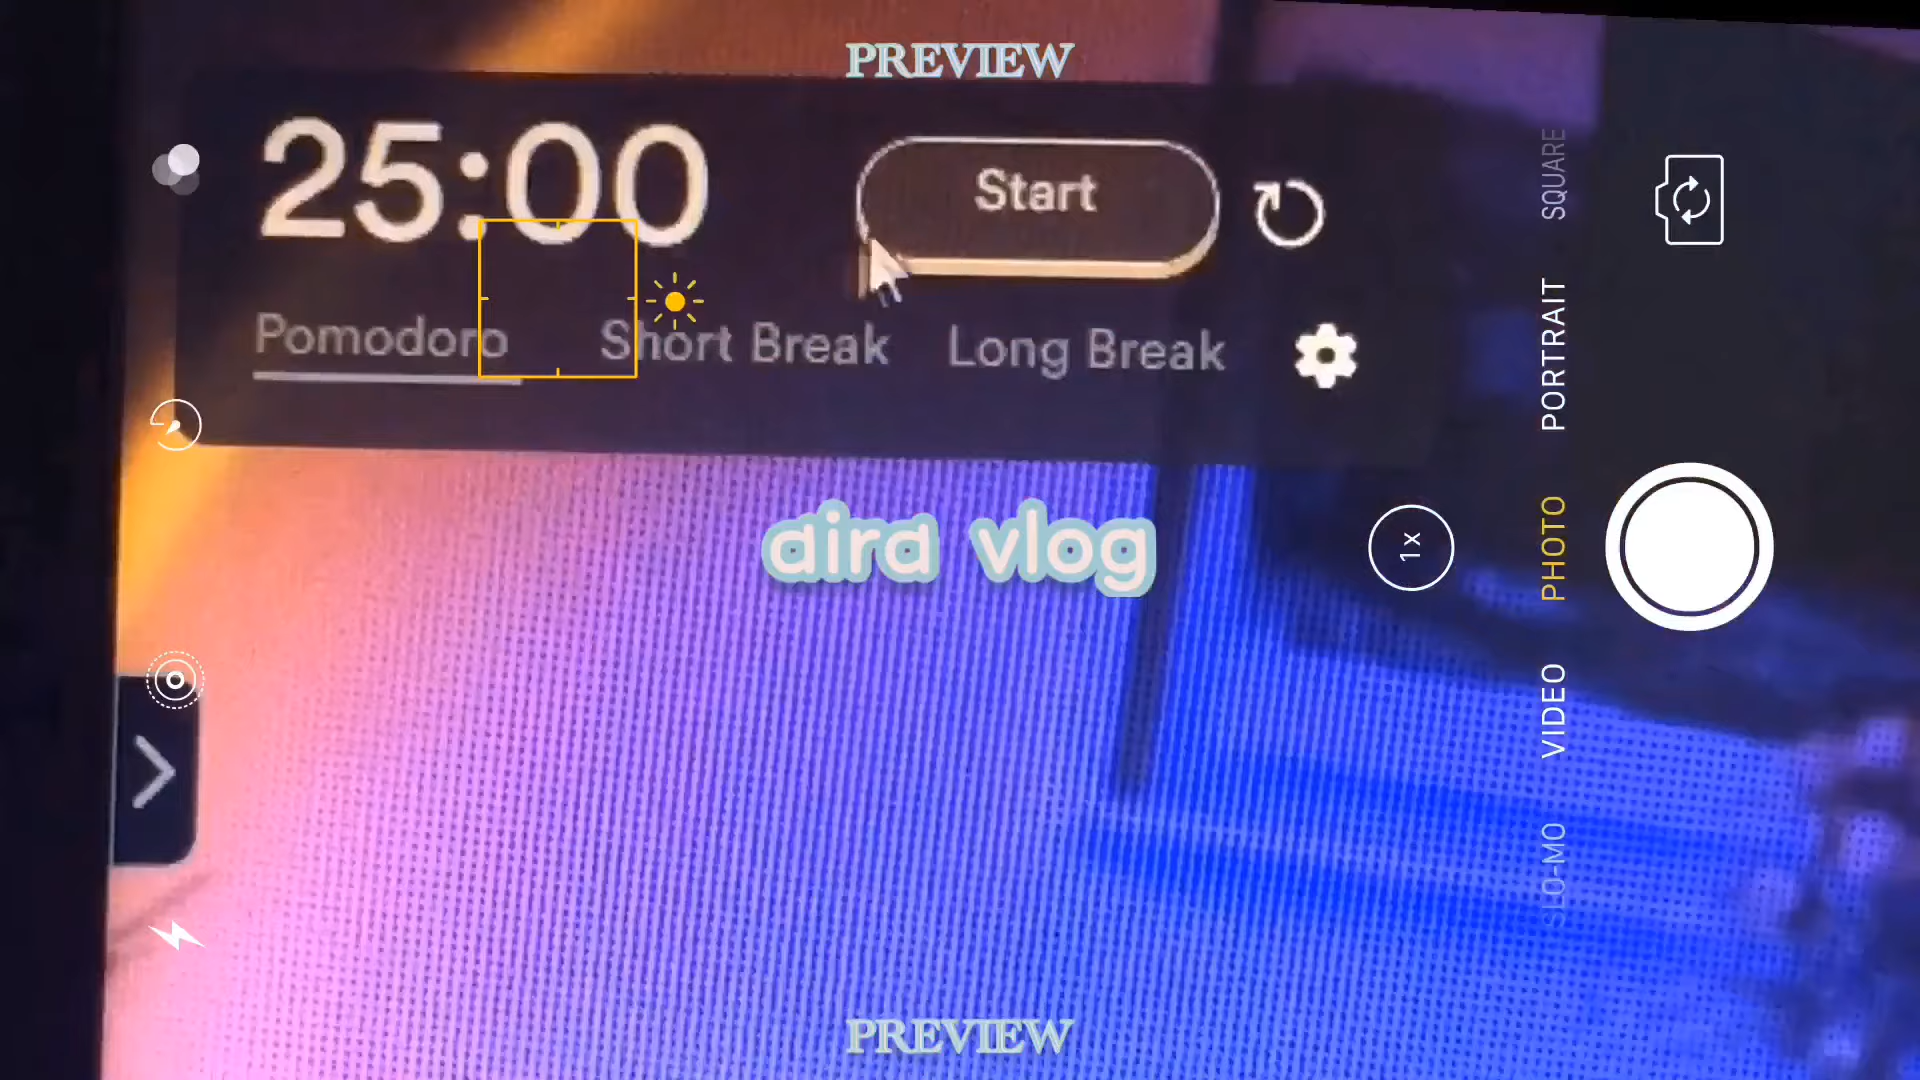 PREVIEW
25:00
Start
Pomodoro
Short Break
Long Break
aira vlog
1x
SQUARE
PORTRAIT
PHOTO
VIDEO
SLO-MO
PREVIEW